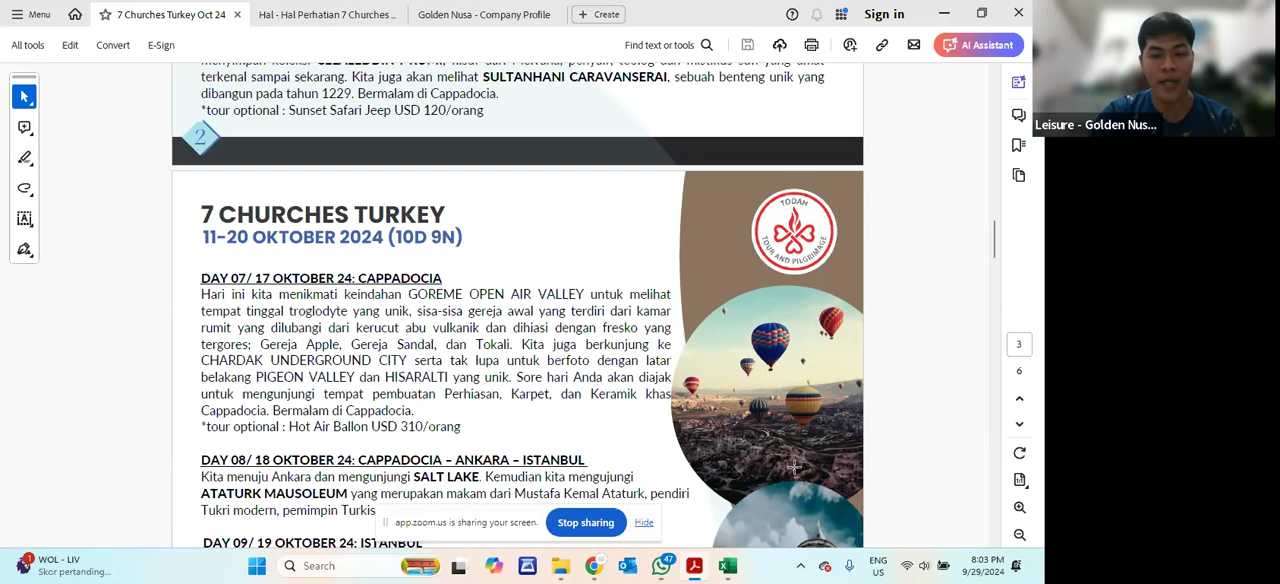 Menu
7 Churches Turkey Oct 24
Hal - Hal Perhatian 7 Churches ...
Golden Nusa - Company Profile
Create
Sign in
All tools
Edit
Convert
E-Sign
Find text or tools
AI Assistant
terkenal sampai sekarang. Kita juga akan melihat SULTANHANI CARAVANSERAI, sebuah benteng unik yang
dibangun pada tahun 1229. Bermalam di Cappadocia.
*tour optional : Sunset Safari Jeep USD 120/orang
2
7 CHURCHES TURKEY
11-20 OKTOBER 2024 (10D 9N)
TODAH
TOUR AND PILGRIMAGE
DAY 07/ 17 OKTOBER 24: CAPPADOCIA
Hari ini kita menikmati keindahan GOREME OPEN AIR VALLEY untuk melihat
tempat tinggal troglodyte yang unik, sisa-sisa gereja awal yang terdiri dari kamar
rumit yang dilubangi dari kerucut abu vulkanik dan dihiasi dengan fresko yang
tergores; Gereja Apple, Gereja Sandal, dan Tokali. Kita juga berkunjung ke
CHARDAK UNDERGROUND CITY serta tak lupa untuk berfoto dengan latar
belakang PIGEON VALLEY dan HISARALTI yang unik. Sore hari Anda akan diajak
untuk mengunjungi tempat pembuatan Perhiasan, Karpet, dan Keramik khas
Cappadocia. Bermalam di Cappadocia.
*tour optional : Hot Air Ballon USD 310/orang
DAY 08/ 18 OKTOBER 24: CAPPADOCIA – ANKARA – ISTANBUL
Kita menuju Ankara dan mengunjungi SALT LAKE. Kemudian kita mengujungi
ATATURK MAUSOLEUM yang merupakan makam dari Mustafa Kemal Ataturk, pendiri
Tukri modern, pemimpin Turkis
DAY 09/ 19 OKTOBER 24: ISTANBUL
app.zoom.us is sharing your screen.
Stop sharing
Hide
3
6
Leisure - Golden Nus...
1
WOL - LIV
Skor pertanding...
Search
47
ENG
US
8:03 PM
9/29/2024